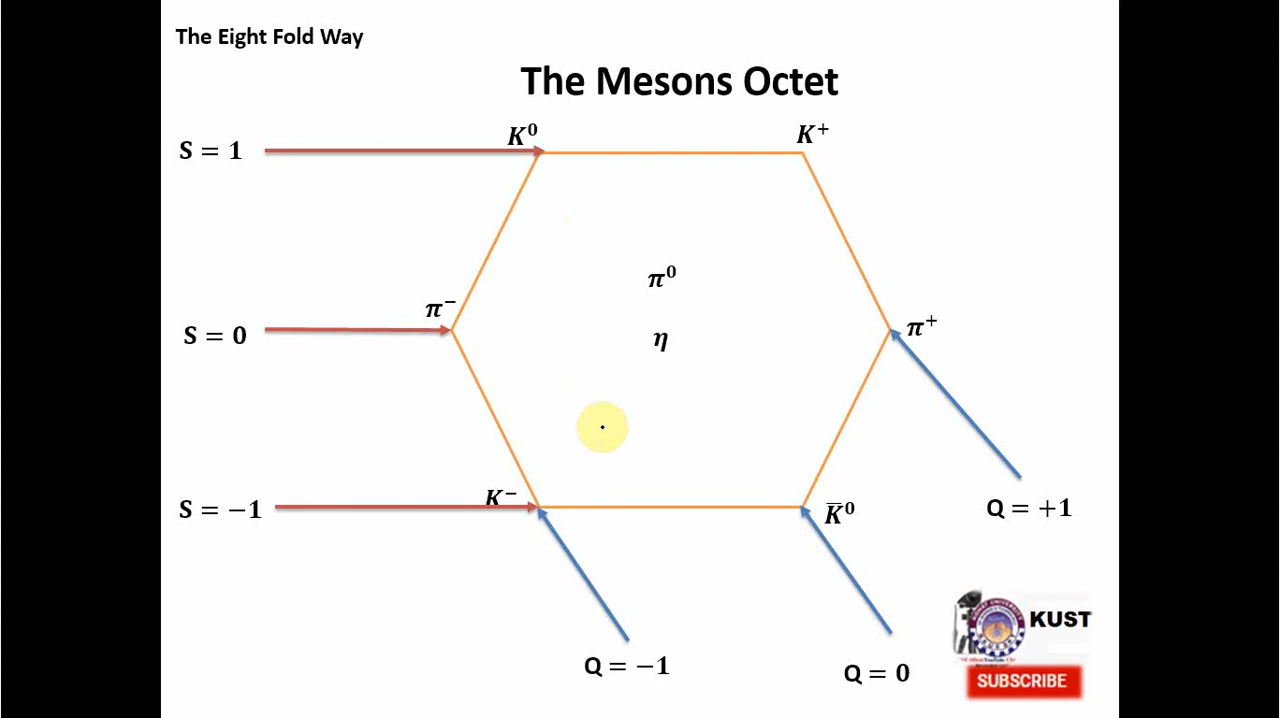 The Eight Fold Way
The Mesons Octet
K⁰
K⁺
S = 1
π⁰
π⁻
π⁺
S = 0
η
K⁻
S = −1
K̅⁰
Q = +1
KUST
Q = −1
Q = 0
SUBSCRIBE